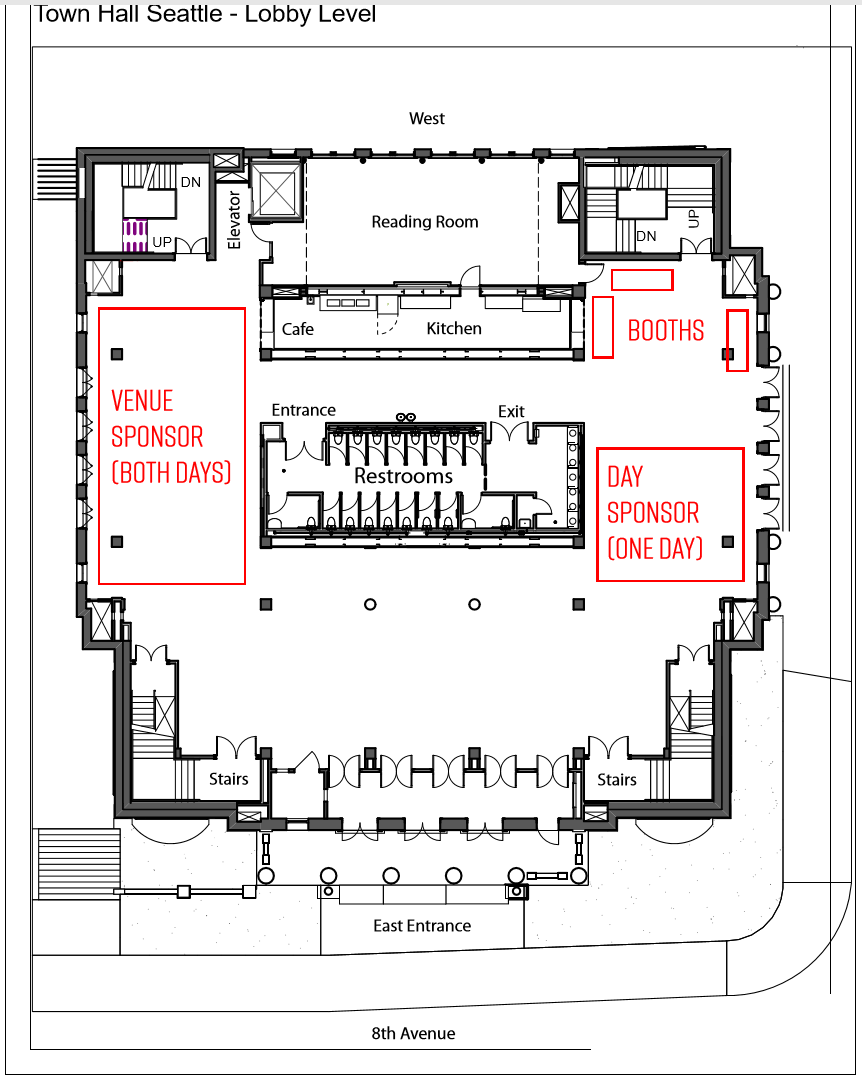 Town Hall Seattle - Lobby Level
West
DN
UP
Elevator
Reading Room
UP
DN
Cafe
Kitchen
BOOTHS
VENUE
SPONSOR
(BOTH DAYS)
Entrance
Exit
Restrooms
DAY
SPONSOR
(ONE DAY)
Stairs
Stairs
East Entrance
8th Avenue